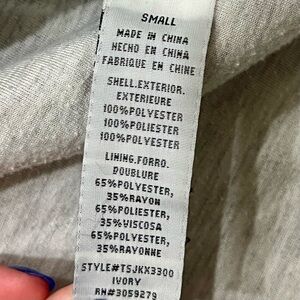 SMALL
MADE IN CHINA
HECHO EN CHINA
FABRIQUE EN CHINE
SHELL.EXTERIOR.
EXTERIEURE
100%POLYESTER
100%POLIESTER
100%POLYESTER
LINING.FORRO.
DOUBLURE
65%POLYESTER,
35%RAYON
65%POLIESTER,
35%VISCOSA
65%POLYESTER,
35%RAYONNE
STYLE#TSJKX3300
IVORY
RN#3059279